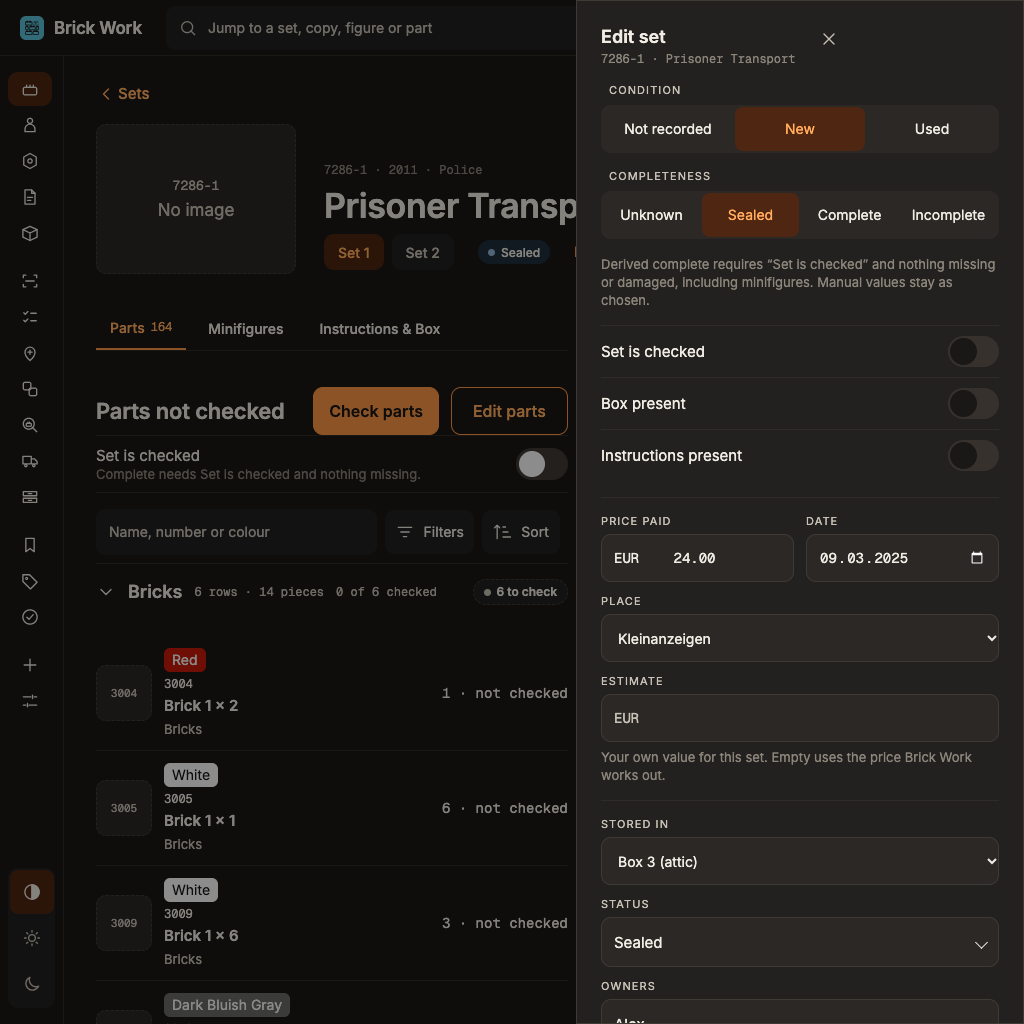 Brick Work
Jump to a set, copy, figure or part
Sets
7286-1
No image
7286-1 · 2011 · Police
Prisoner Transp
Set 1
Set 2
Sealed
Parts 164
Minifigures
Instructions & Box
Parts not checked
Check parts
Edit parts
Set is checked
Complete needs Set is checked and nothing missing.
Name, number or colour
Filters
Sort
Bricks 6 rows · 14 pieces 0 of 6 checked
6 to check
3004
Red
3004
Brick 1 × 2
Bricks
1 · not checked
3005
White
3005
Brick 1 × 1
Bricks
6 · not checked
3009
White
3009
Brick 1 × 6
Bricks
3 · not checked
Dark Bluish Gray
Edit set
7286-1 · Prisoner Transport
CONDITION
Not recorded
New
Used
COMPLETENESS
Unknown
Sealed
Complete
Incomplete
Derived complete requires “Set is checked” and nothing missing
or damaged, including minifigures. Manual values stay as
chosen.
Set is checked
Box present
Instructions present
PRICE PAID
EUR 24.00
DATE
09.03.2025
PLACE
Kleinanzeigen
ESTIMATE
EUR
Your own value for this set. Empty uses the price Brick Work
works out.
STORED IN
Box 3 (attic)
STATUS
Sealed
OWNERS
Alex